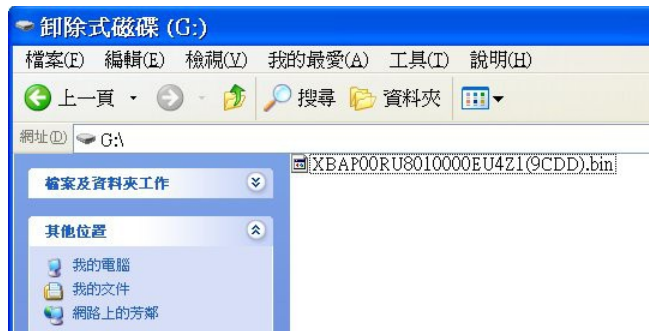 卸除式磁碟 (G:)
檔案(F) 編輯(E) 檢視(V) 我的最愛(A) 工具(T) 說明(H)
上一頁 搜尋 資料夾
網址(D) G:\
XBAP00RU8010000EU4Z1(9CDD).bin
檔案及資料夾工作
其他位置
我的電腦
我的文件
網路上的芳鄰